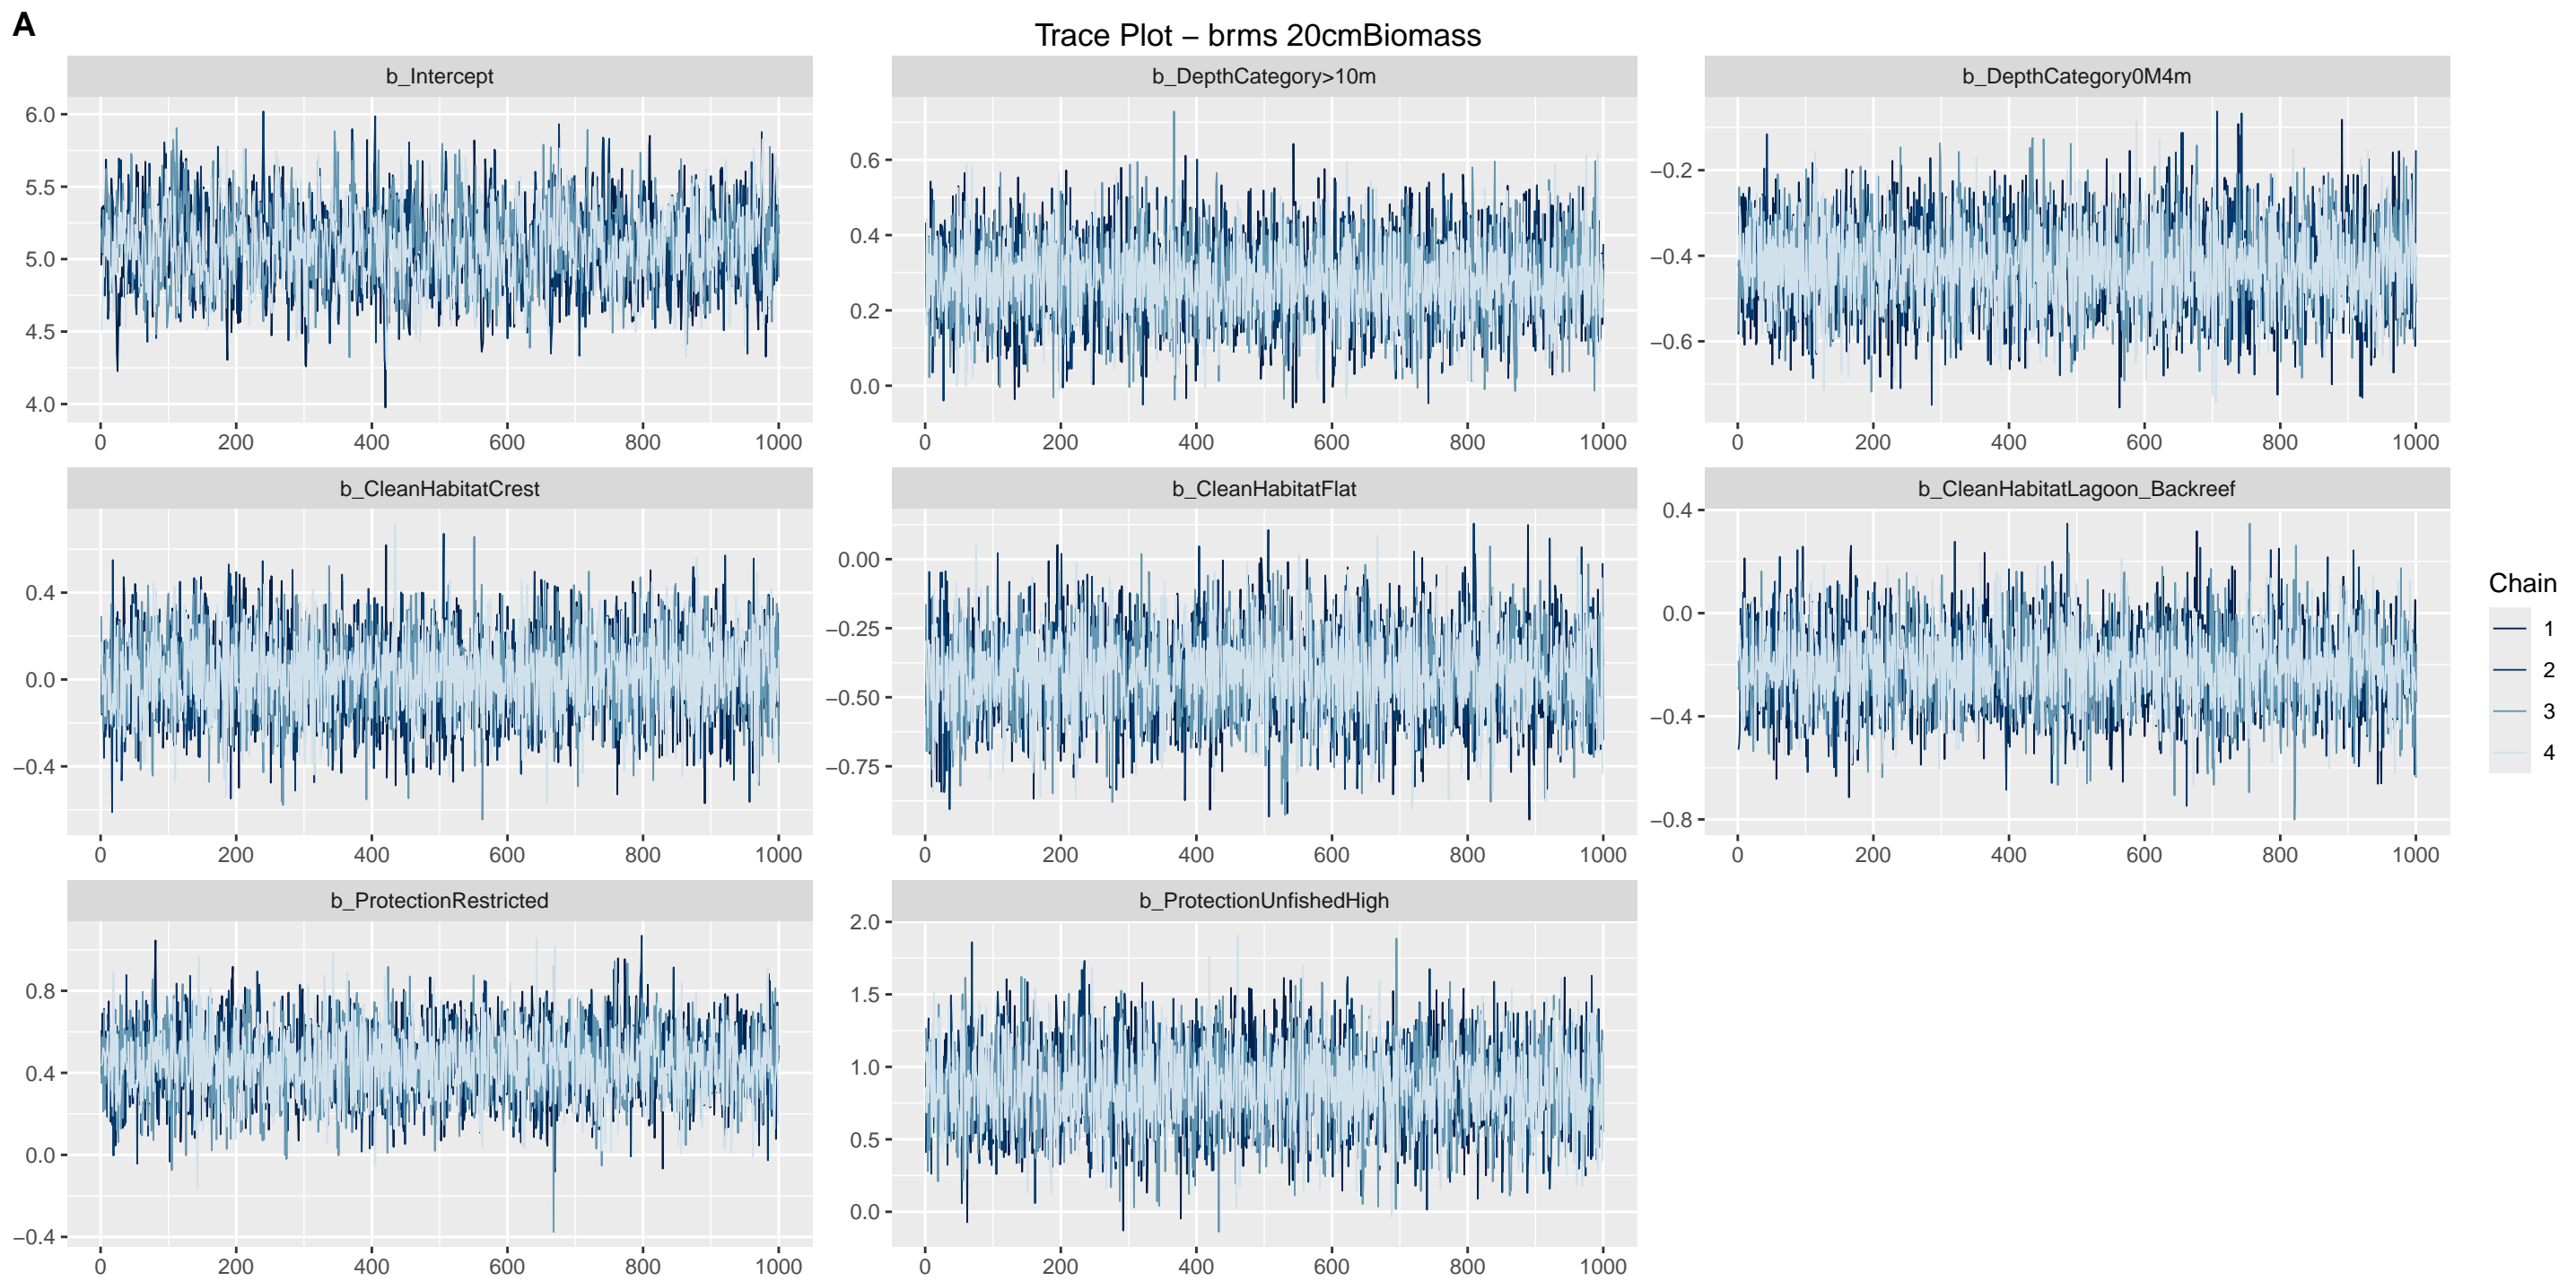 A
Trace Plot – brms 20cmBiomass
b_Intercept
6.0
5.5
5.0
4.5
4.0
0 200 400 600 800 1000
b_DepthCategory>10m
0.6
0.4
0.2
0.0
0 200 400 600 800 1000
b_DepthCategory0M4m
−0.2
−0.4
−0.6
0 200 400 600 800 1000
b_CleanHabitatCrest
0.4
0.0
−0.4
0 200 400 600 800 1000
b_CleanHabitatFlat
0.00
−0.25
−0.50
−0.75
0 200 400 600 800 1000
b_CleanHabitatLagoon_Backreef
0.4
0.0
−0.4
−0.8
0 200 400 600 800 1000
b_ProtectionRestricted
0.8
0.4
0.0
−0.4
0 200 400 600 800 1000
b_ProtectionUnfishedHigh
2.0
1.5
1.0
0.5
0.0
0 200 400 600 800 1000
Chain
1
2
3
4